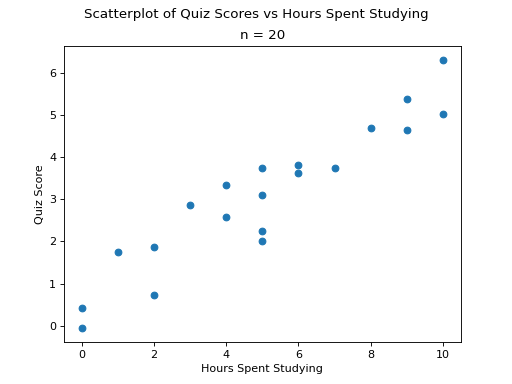 Scatterplot of Quiz Scores vs Hours Spent Studying
n = 20
6
5
4
3
2
1
0
Quiz Score
0 2 4 6 8 10
Hours Spent Studying